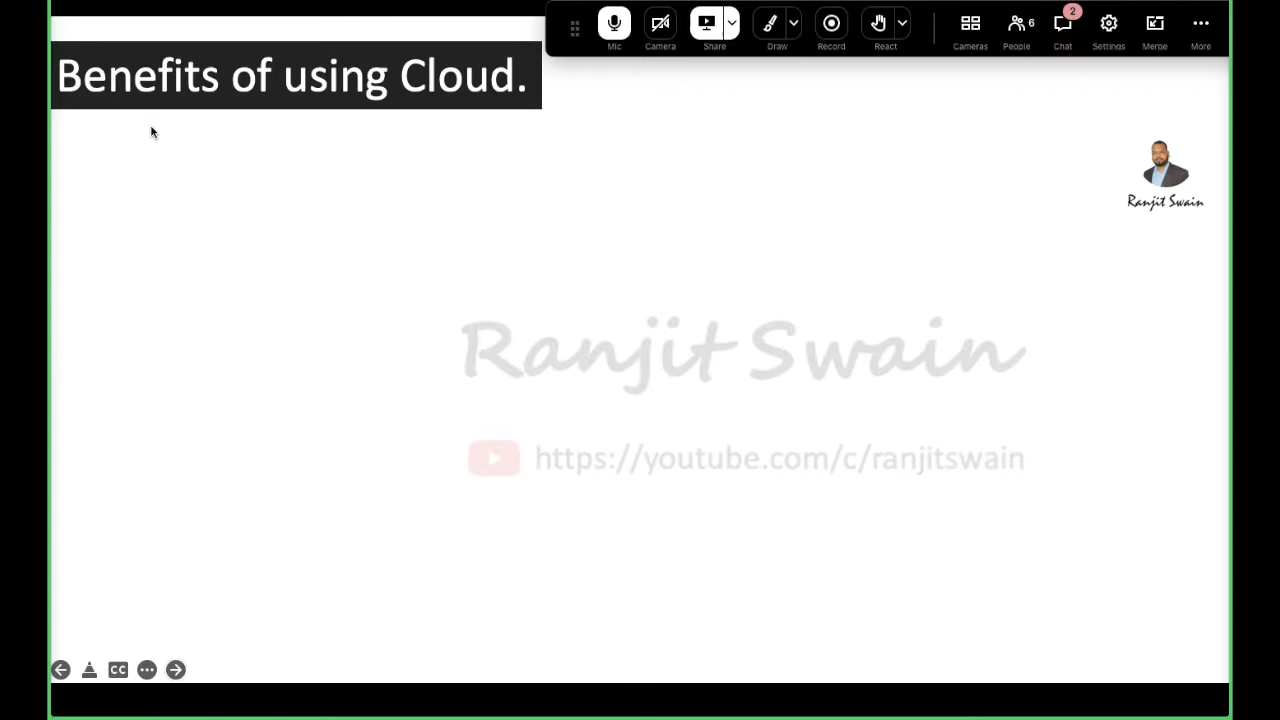 Mic
Camera
Share
Draw
Record
React
Cameras
People
6
Chat
2
Settings
Merge
More
Benefits of using Cloud.
Ranjit Swain
Ranjit Swain
https://youtube.com/c/ranjitswain
CC